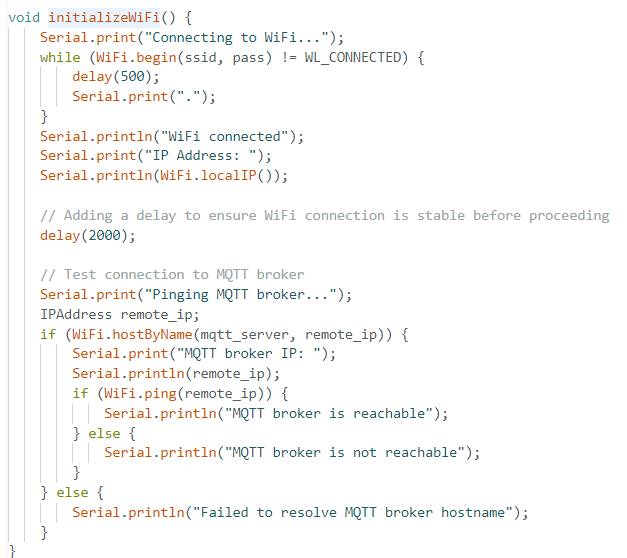 void initializeWiFi() {
    Serial.print("Connecting to WiFi...");
    while (WiFi.begin(ssid, pass) != WL_CONNECTED) {
        delay(500);
        Serial.print(".");
    }
    Serial.println("WiFi connected");
    Serial.print("IP Address: ");
    Serial.println(WiFi.localIP());

    // Adding a delay to ensure WiFi connection is stable before proceeding
    delay(2000);

    // Test connection to MQTT broker
    Serial.print("Pinging MQTT broker...");
    IPAddress remote_ip;
    if (WiFi.hostByName(mqtt_server, remote_ip)) {
        Serial.print("MQTT broker IP: ");
        Serial.println(remote_ip);
        if (WiFi.ping(remote_ip)) {
            Serial.println("MQTT broker is reachable");
        } else {
            Serial.println("MQTT broker is not reachable");
        }
    } else {
        Serial.println("Failed to resolve MQTT broker hostname");
    }
}